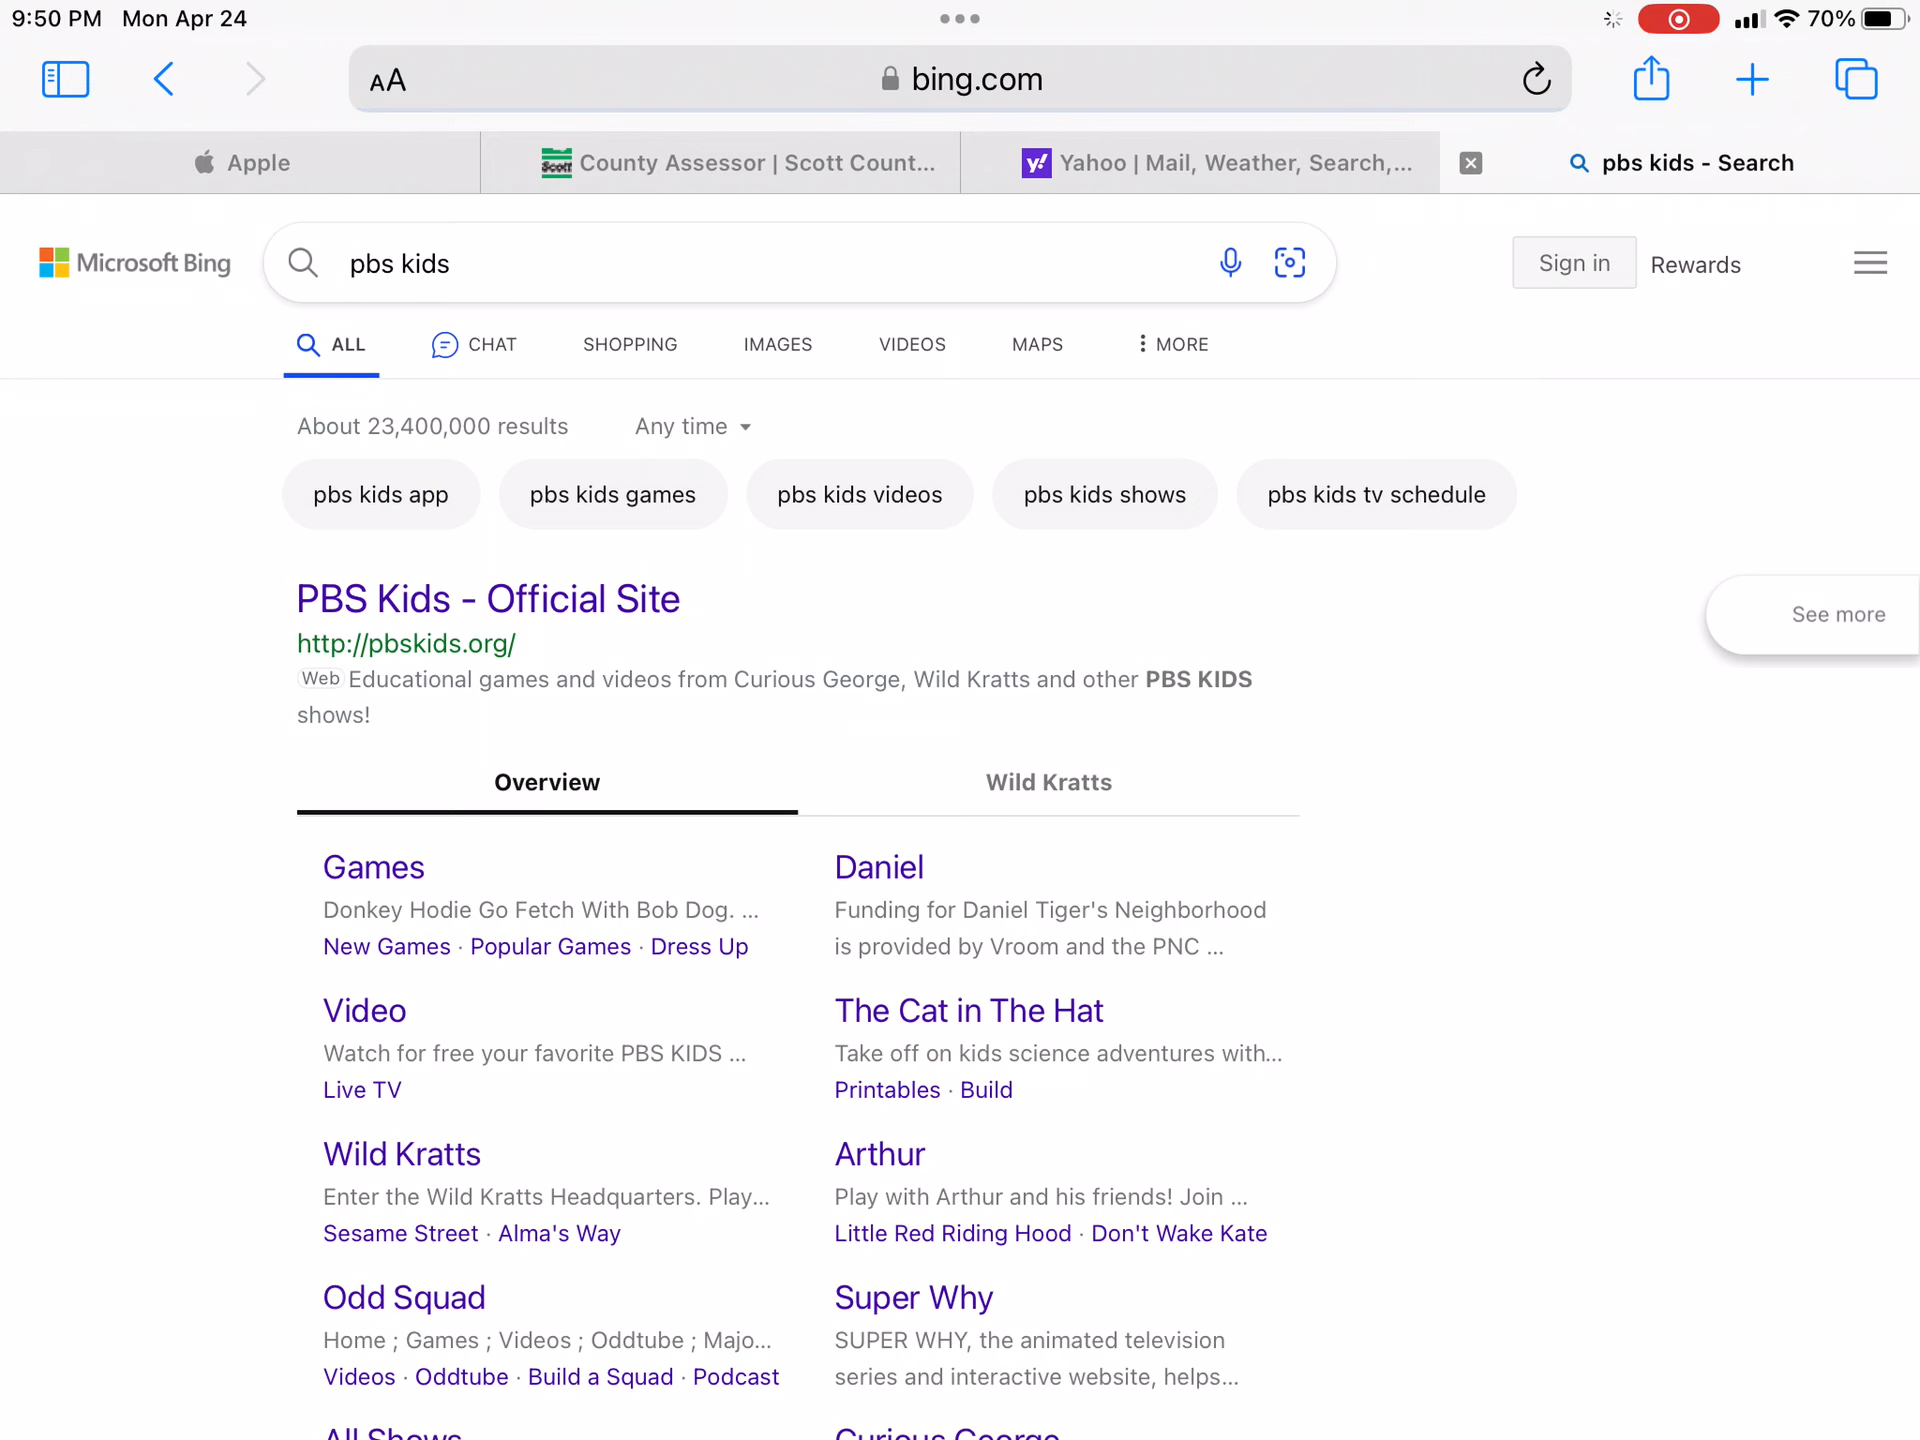 9:50 PM Mon Apr 24
70%
AA
bing.com
Apple
Scott County Assessor | Scott Count...
y! Yahoo | Mail, Weather, Search,...
pbs kids - Search
Microsoft Bing
pbs kids
Sign in
Rewards
ALL
CHAT
SHOPPING
IMAGES
VIDEOS
MAPS
MORE
About 23,400,000 results
Any time
pbs kids app
pbs kids games
pbs kids videos
pbs kids shows
pbs kids tv schedule
PBS Kids - Official Site
http://pbskids.org/
Web Educational games and videos from Curious George, Wild Kratts and other PBS KIDS
shows!
See more
Overview
Wild Kratts
Games
Donkey Hodie Go Fetch With Bob Dog. ...
New Games · Popular Games · Dress Up
Daniel
Funding for Daniel Tiger's Neighborhood
is provided by Vroom and the PNC ...
Video
Watch for free your favorite PBS KIDS ...
Live TV
The Cat in The Hat
Take off on kids science adventures with...
Printables · Build
Wild Kratts
Enter the Wild Kratts Headquarters. Play...
Sesame Street · Alma's Way
Arthur
Play with Arthur and his friends! Join ...
Little Red Riding Hood · Don't Wake Kate
Odd Squad
Home ; Games ; Videos ; Oddtube ; Majo...
Videos · Oddtube · Build a Squad · Podcast
Super Why
SUPER WHY, the animated television
series and interactive website, helps...
All Shows
Curious George